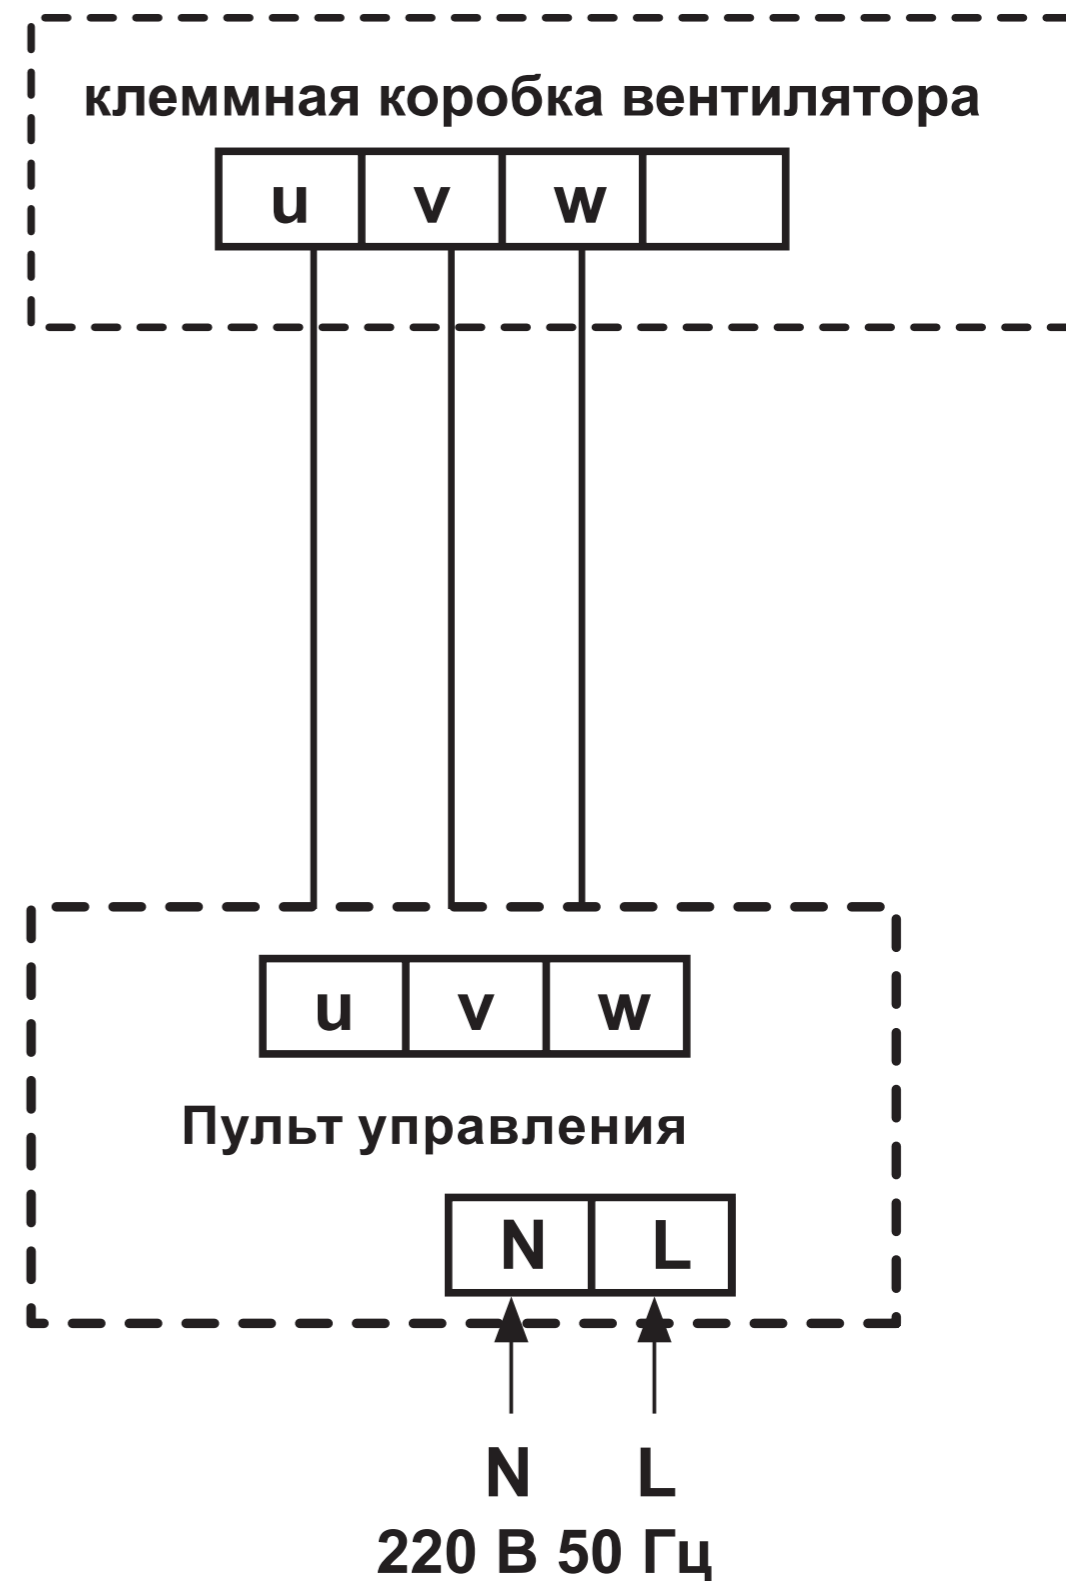 клеммная коробка вентилятора
u v w
u v w
Пульт управления
N L
N L
220 В 50 Гц